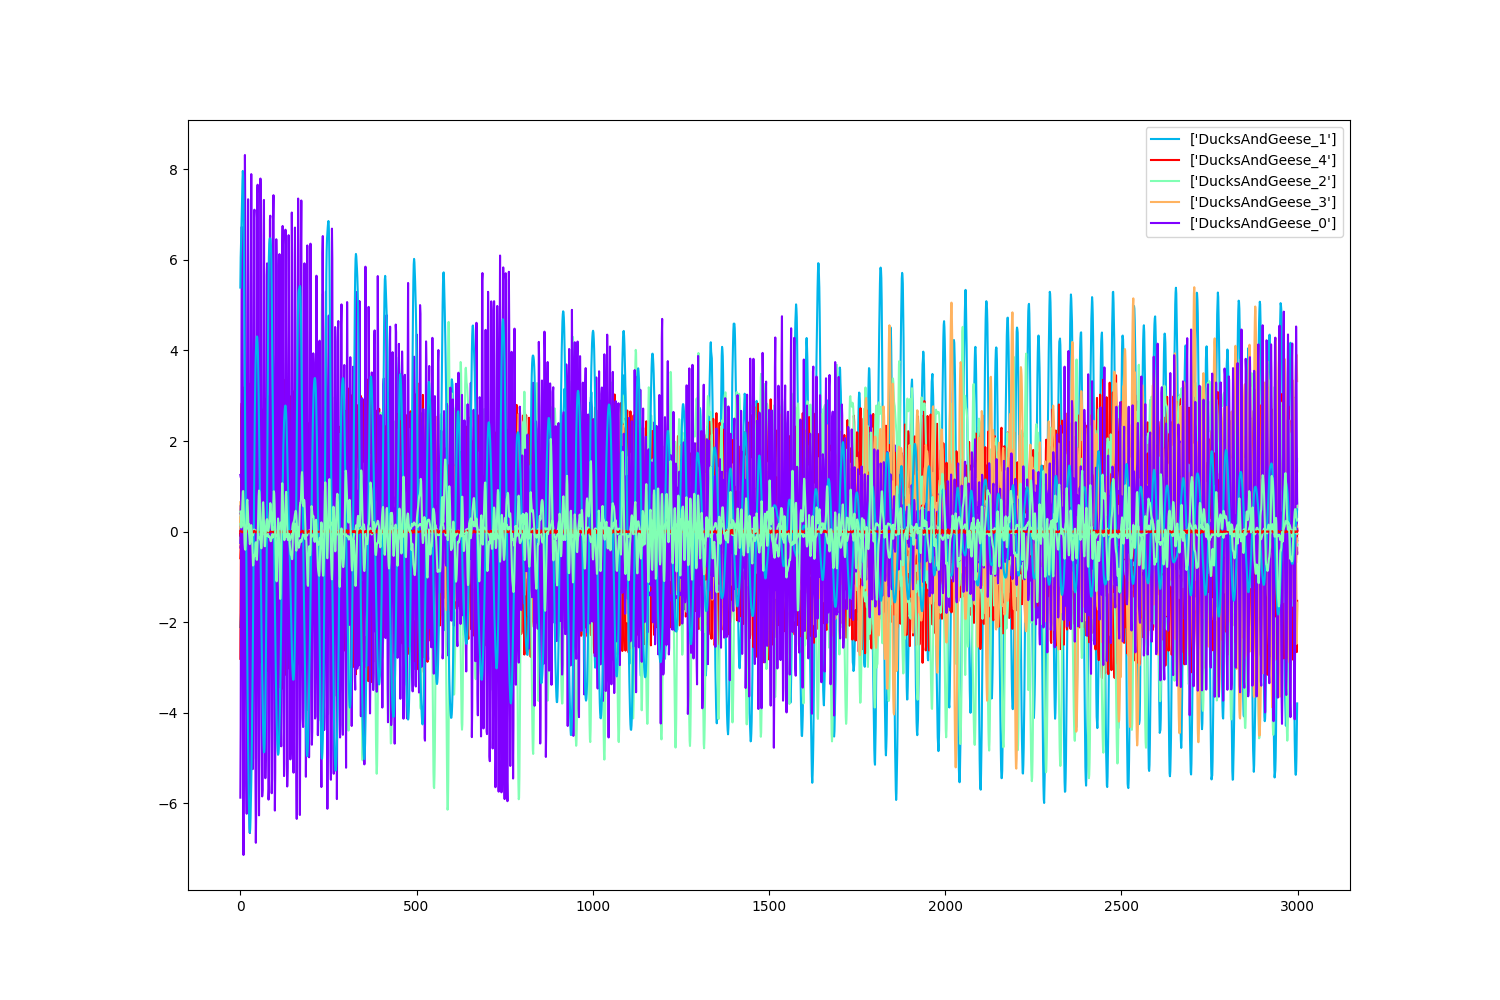 ['DucksAndGeese_1']
['DucksAndGeese_4']
['DucksAndGeese_2']
['DucksAndGeese_3']
['DucksAndGeese_0']
8
6
4
2
0
−2
−4
−6
0 500 1000 1500 2000 2500 3000